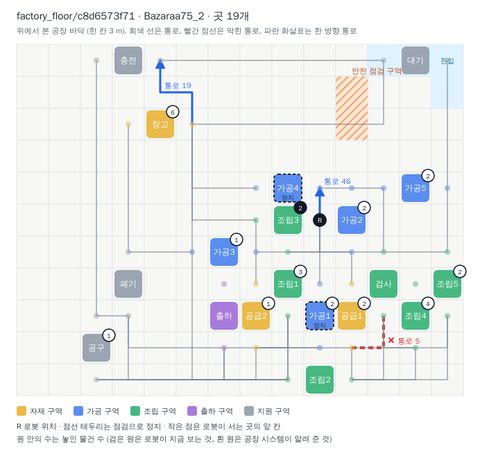 factory_floor/c8d6573f71 · Bazaraa75_2 · 곳 19개
위에서 본 공장 바닥 (한 칸 3 m). 회색 선은 통로, 빨간 점선은 막힌 통로, 파란 화살표는 한 방향 통로
충전
대기
진입
안전 점검 구역
통로 19
6
창고
가공4
정지
통로 46
2
가공5
2
조립3
R
2
가공2
1
가공3
폐기
3
조립1
검사
2
조립5
출하
1
공급2
2
가공1
정지
1
공급1
4
조립4
1
공구
✕ 통로 5
조립2
자재 구역
가공 구역
조립 구역
출하 구역
지원 구역
R 로봇 위치 · 점선 테두리는 점검으로 정지 · 작은 점은 로봇이 서는 곳의 앞 칸
원 안의 수는 놓인 물건 수 (검은 원은 로봇이 지금 보는 것, 흰 원은 공장 시스템이 알려 준 것)